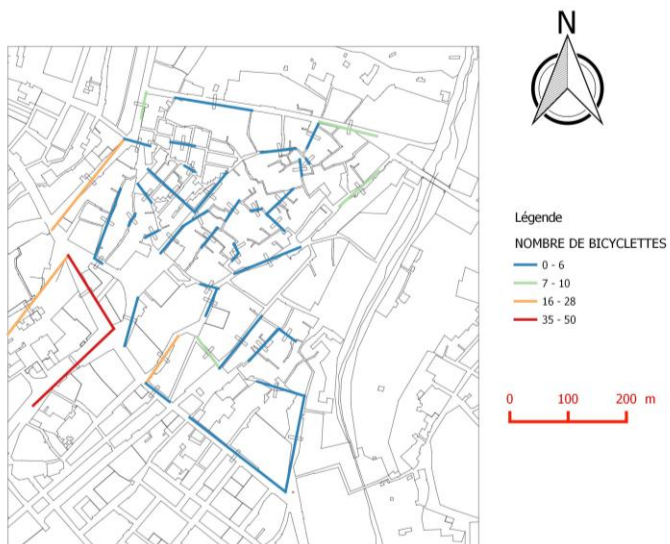 N
Légende
NOMBRE DE BICYCLETTES
0 - 6
7 - 10
16 - 28
35 - 50
0 100 200 m